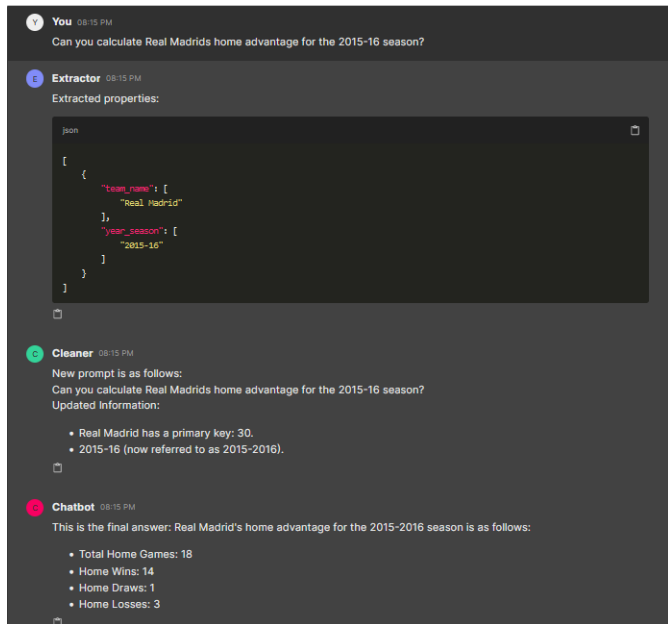 Y
You 08:15 PM
Can you calculate Real Madrids home advantage for the 2015-16 season?
E
Extractor 08:15 PM
Extracted properties:
json
[
{
"team_name": [
"Real Madrid"
],
"year_season": [
"2015-16"
]
}
]
C
Cleaner 08:15 PM
New prompt is as follows:
Can you calculate Real Madrids home advantage for the 2015-16 season?
Updated Information:
• Real Madrid has a primary key: 30.
• 2015-16 (now referred to as 2015-2016).
C
Chatbot 08:15 PM
This is the final answer: Real Madrid's home advantage for the 2015-2016 season is as follows:
• Total Home Games: 18
• Home Wins: 14
• Home Draws: 1
• Home Losses: 3